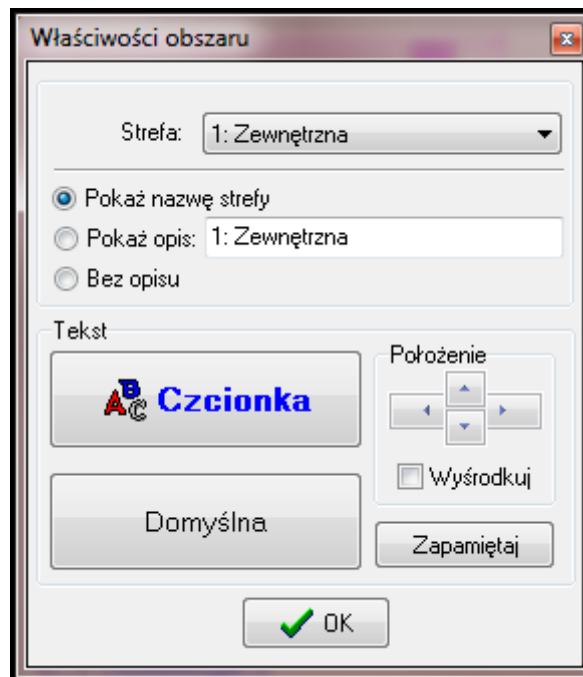 Właściwości obszaru
Strefa: 1: Zewnętrzna
Pokaż nazwę strefy
Pokaż opis: 1: Zewnętrzna
Bez opisu
Tekst
Położenie
ABC Czcionka
Wyśrodkuj
Domyślna
Zapamiętaj
OK